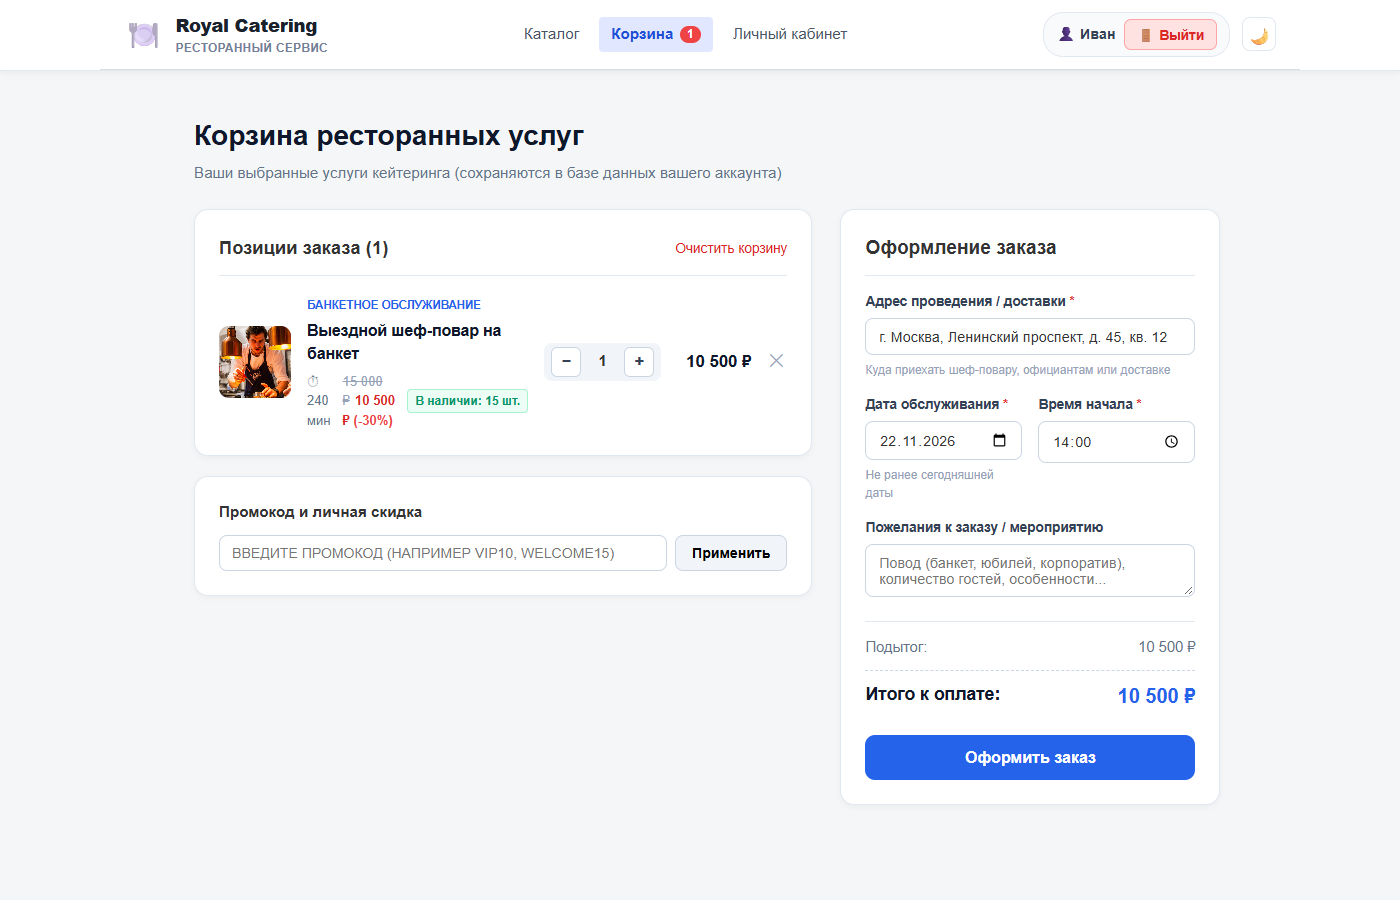 Royal Catering
РЕСТОРАННЫЙ СЕРВИС
Каталог
Корзина 1
Личный кабинет
Иван
Выйти
Корзина ресторанных услуг
Ваши выбранные услуги кейтеринга (сохраняются в базе данных вашего аккаунта)
Позиции заказа (1)
Очистить корзину
БАНКЕТНОЕ ОБСЛУЖИВАНИЕ
Выездной шеф-повар на
банкет
240
мин
15 000
₽ 10 500
₽ (-30%)
В наличии: 15 шт.
− 1 +
10 500 ₽
Промокод и личная скидка
ВВЕДИТЕ ПРОМОКОД (НАПРИМЕР VIP10, WELCOME15)
Применить
Оформление заказа
Адрес проведения / доставки *
г. Москва, Ленинский проспект, д. 45, кв. 12
Куда приехать шеф-повару, официантам или доставке
Дата обслуживания *
22.11.2026
Не ранее сегодняшней
даты
Время начала *
14:00
Пожелания к заказу / мероприятию
Повод (банкет, юбилей, корпоратив),
количество гостей, особенности...
Подытог: 10 500 ₽
Итого к оплате: 10 500 ₽
Оформить заказ